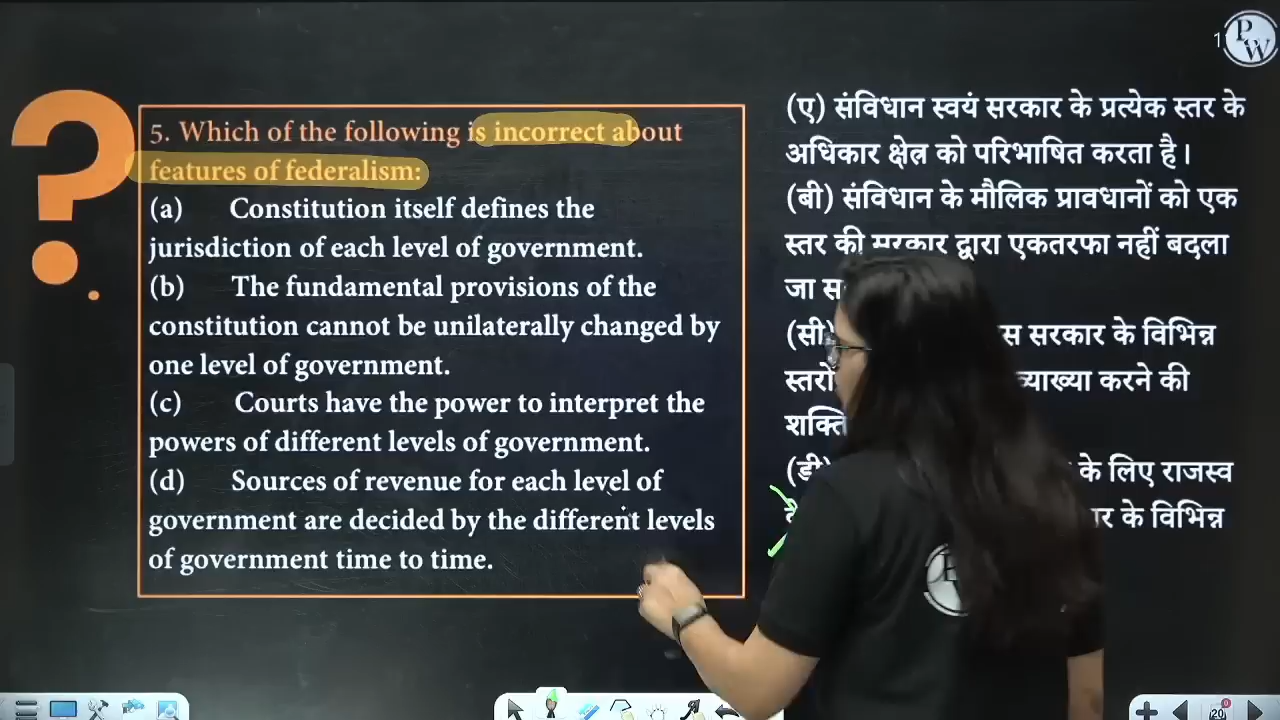 5. Which of the following is incorrect about
features of federalism:
(a) Constitution itself defines the
jurisdiction of each level of government.
(b) The fundamental provisions of the
constitution cannot be unilaterally changed by
one level of government.
(c) Courts have the power to interpret the
powers of different levels of government.
(d) Sources of revenue for each level of
government are decided by the different levels
of government time to time.
(ए) संविधान स्वयं सरकार के प्रत्येक स्तर के
अधिकार क्षेत्र को परिभाषित करता है।
(बी) संविधान के मौलिक प्रावधानों को एक
स्तर की सरकार द्वारा एकतरफा नहीं बदला
जा
(सी) सरकार के विभिन्न
व्याख्या करने की
(डी) के लिए राजस्व
के विभिन्न
PW
20